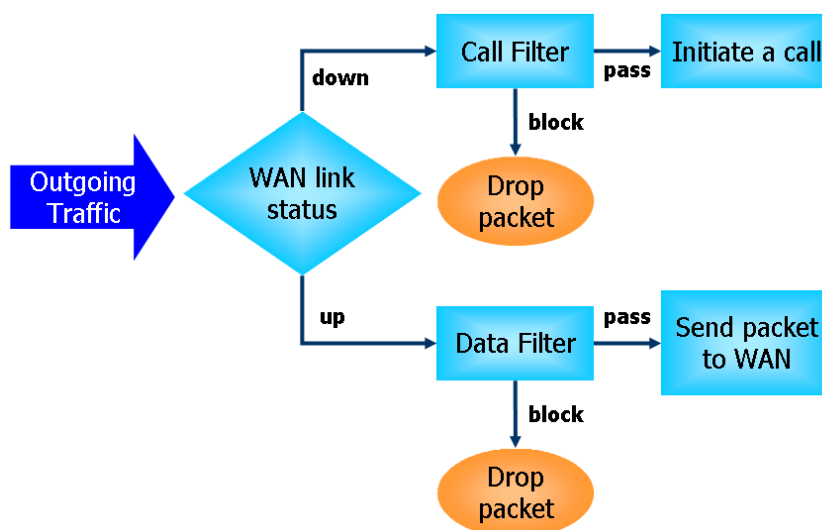 Outgoing
Traffic
WAN link
status
down
Call Filter
pass
Initiate a call
block
Drop
packet
up
Data Filter
pass
Send packet
to WAN
block
Drop
packet